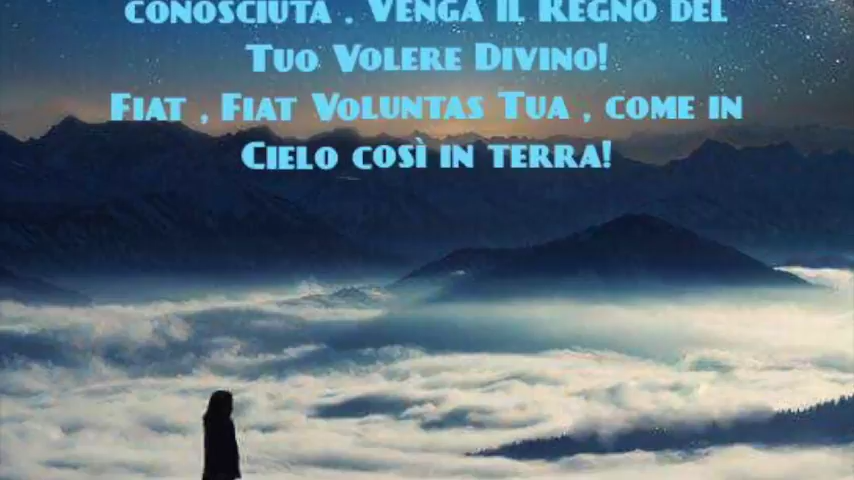 CONOSCIUTA . VENGA IL REGNO DEL
TUO VOLERE DIVINO!
FIAT , FIAT VOLUNTAS TUA , COME IN
CIELO COSÌ IN TERRA!